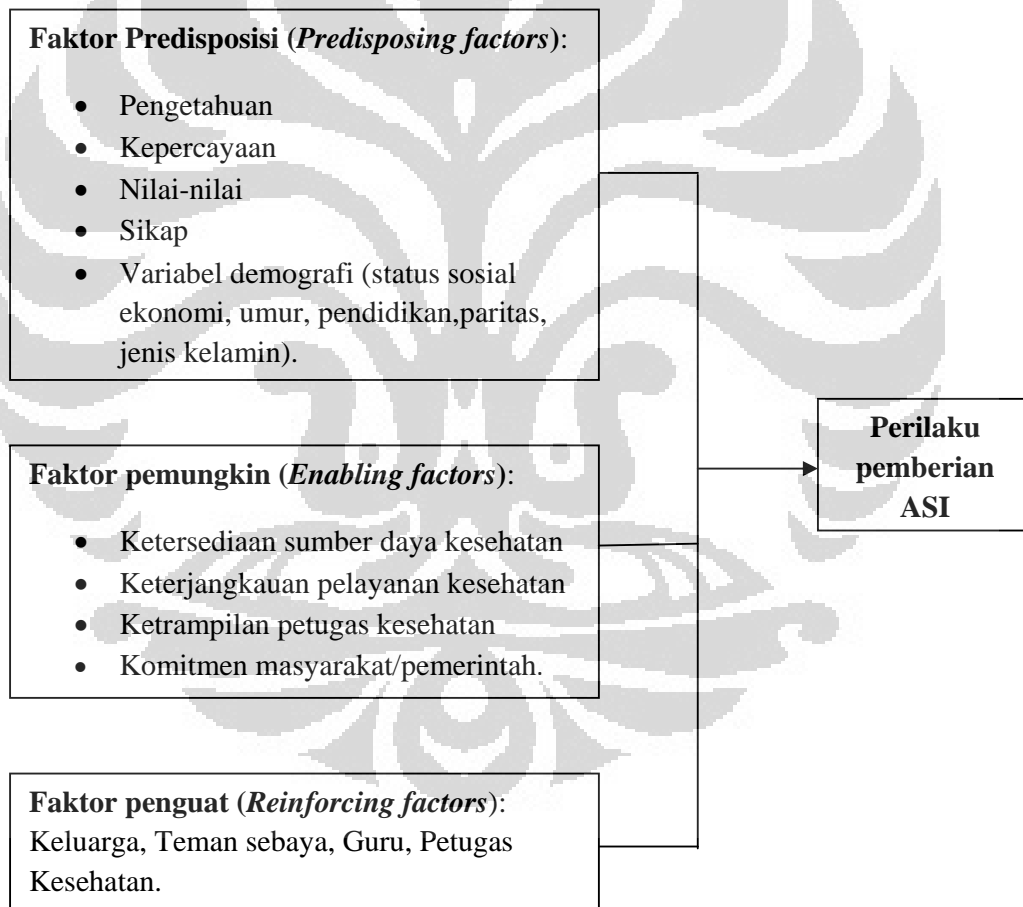 Faktor Predisposisi (Predisposing factors):
• Pengetahuan
• Kepercayaan
• Nilai-nilai
• Sikap
• Variabel demografi (status sosial
ekonomi, umur, pendidikan,paritas,
jenis kelamin).
Faktor pemungkin (Enabling factors):
• Ketersediaan sumber daya kesehatan
• Keterjangkauan pelayanan kesehatan
• Ketrampilan petugas kesehatan
• Komitmen masyarakat/pemerintah.
Faktor penguat (Reinforcing factors):
Keluarga, Teman sebaya, Guru, Petugas
Kesehatan.
Perilaku
pemberian
ASI